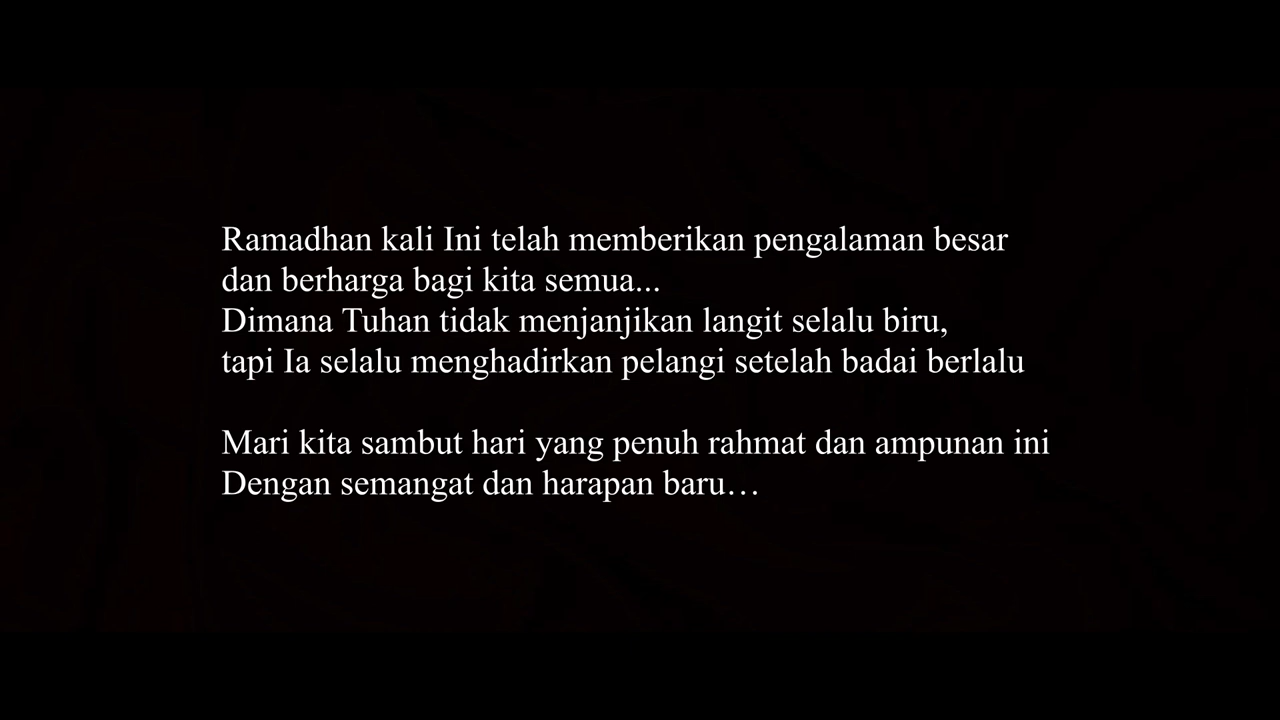 Ramadhan kali Ini telah memberikan pengalaman besar
dan berharga bagi kita semua...
Dimana Tuhan tidak menjanjikan langit selalu biru,
tapi Ia selalu menghadirkan pelangi setelah badai berlalu
Mari kita sambut hari yang penuh rahmat dan ampunan ini
Dengan semangat dan harapan baru…